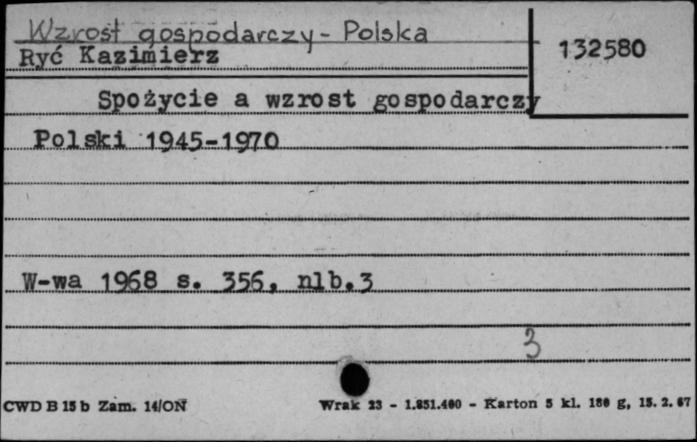 Wzrost gospodarczy - Polska
Ryć Kazimierz
132580
Spożycie a wzrost gospodarczy
Polski 1945-1970
W-wa 1968 s. 356, nlb.3
3
CWD B 15 b Zam. 14/ON
Wrak 23 - 1.851.400 - Karton 5 kl. 180 g, 15. 2. 67